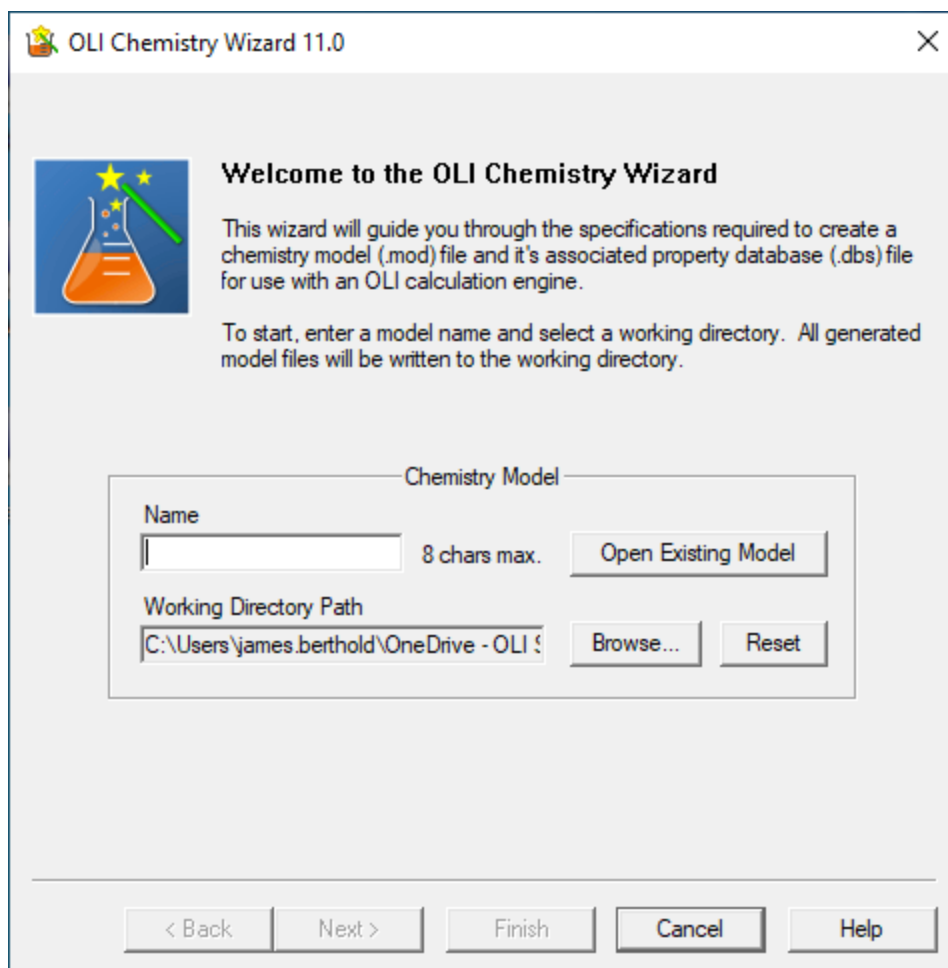 OLI Chemistry Wizard 11.0
Welcome to the OLI Chemistry Wizard
This wizard will guide you through the specifications required to create a
chemistry model (.mod) file and it's associated property database (.dbs) file
for use with an OLI calculation engine.
To start, enter a model name and select a working directory. All generated
model files will be written to the working directory.
Chemistry Model
Name
8 chars max. Open Existing Model
Working Directory Path
C:\Users\james.berthold\OneDrive - OLI Browse... Reset
< Back Next > Finish Cancel Help